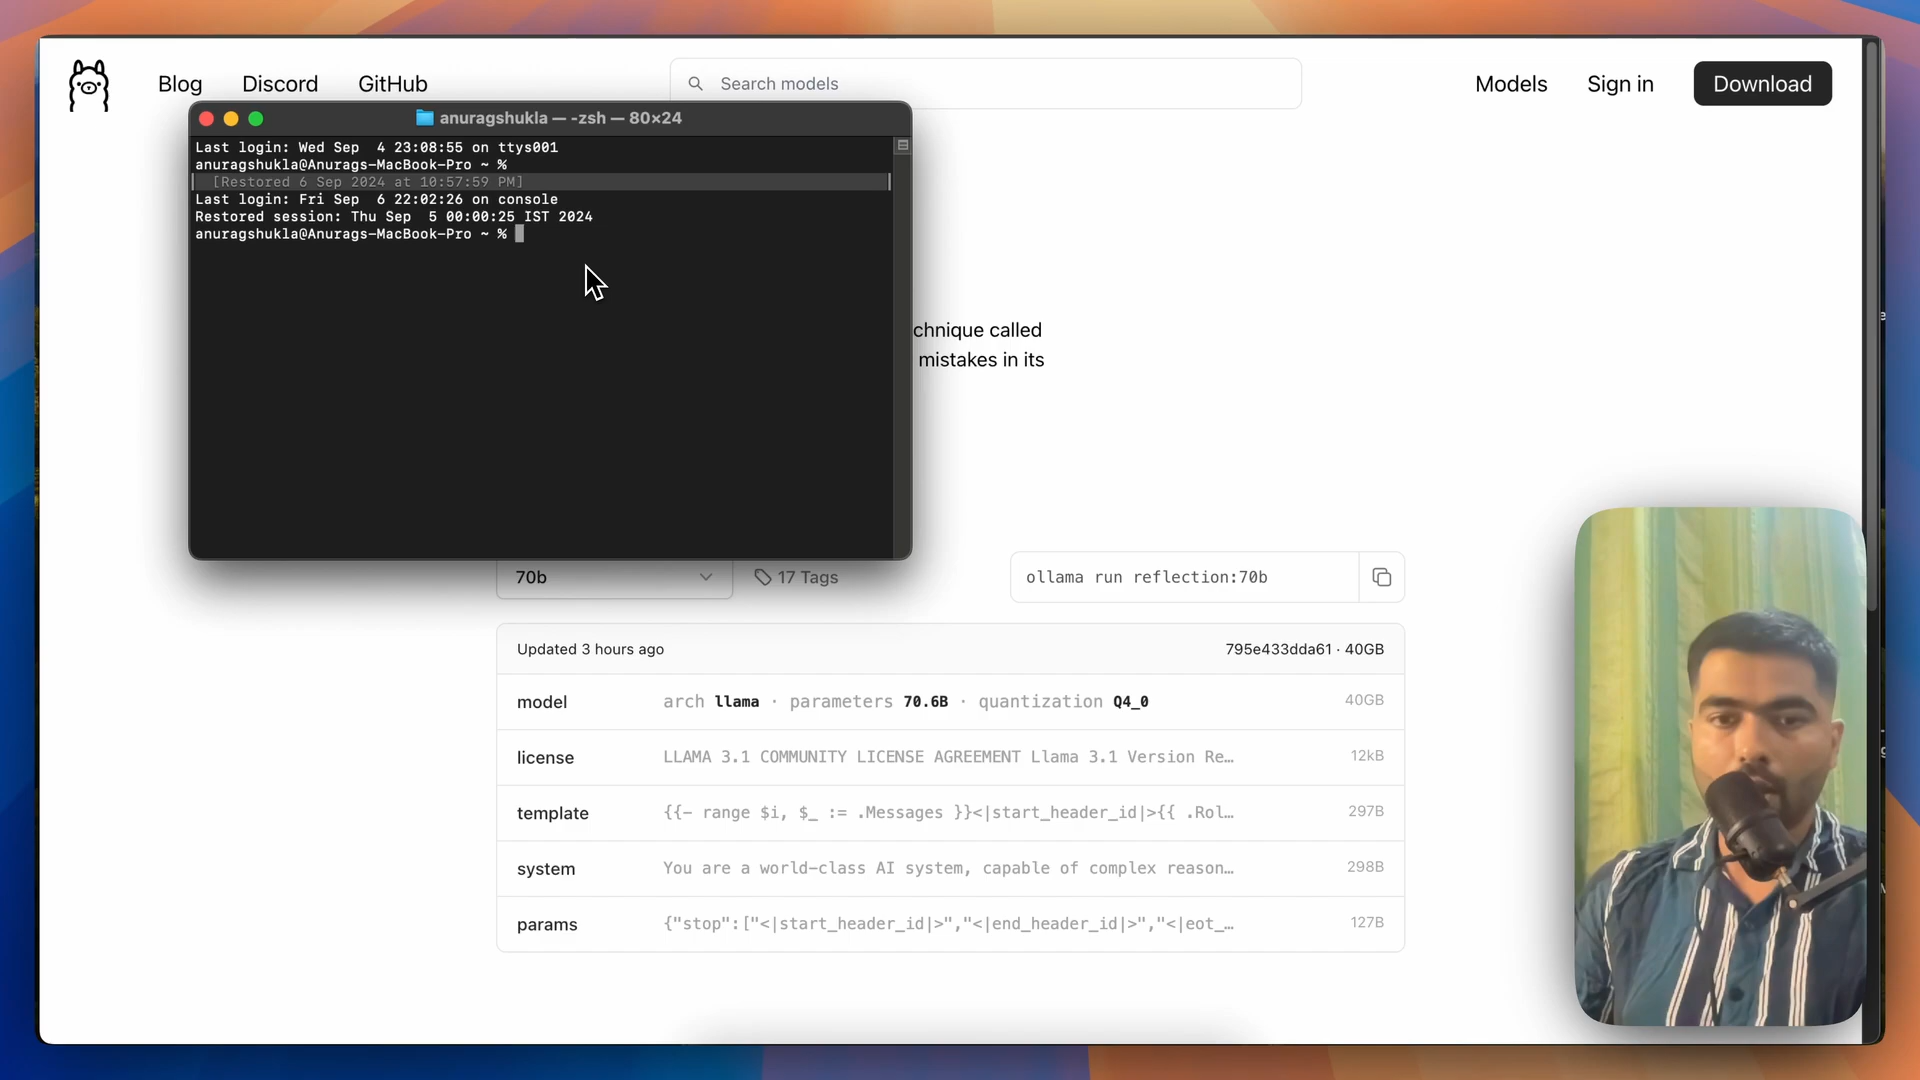 Blog Discord GitHub Search models Models Sign in Download
anuragshukla — -zsh — 80×24
Last login: Wed Sep  4 23:08:55 on ttys001
anuragshukla@Anurags-MacBook-Pro ~ %
[Restored 6 Sep 2024 at 10:57:59 PM]
Last login: Fri Sep  6 22:02:26 on console
Restored session: Thu Sep  5 00:00:25 IST 2024
anuragshukla@Anurags-MacBook-Pro ~ %
chnique called
mistakes in its
70b 17 Tags ollama run reflection:70b
Updated 3 hours ago 795e433dda61 · 40GB
model arch llama · parameters 70.6B · quantization Q4_0 40GB
license LLAMA 3.1 COMMUNITY LICENSE AGREEMENT Llama 3.1 Version Re… 12kB
template {{- range $i, $_ := .Messages }}<|start_header_id|>{{ .Rol… 297B
system You are a world-class AI system, capable of complex reason… 298B
params {"stop":["<|start_header_id|>","<|end_header_id|>","<|eot_… 127B